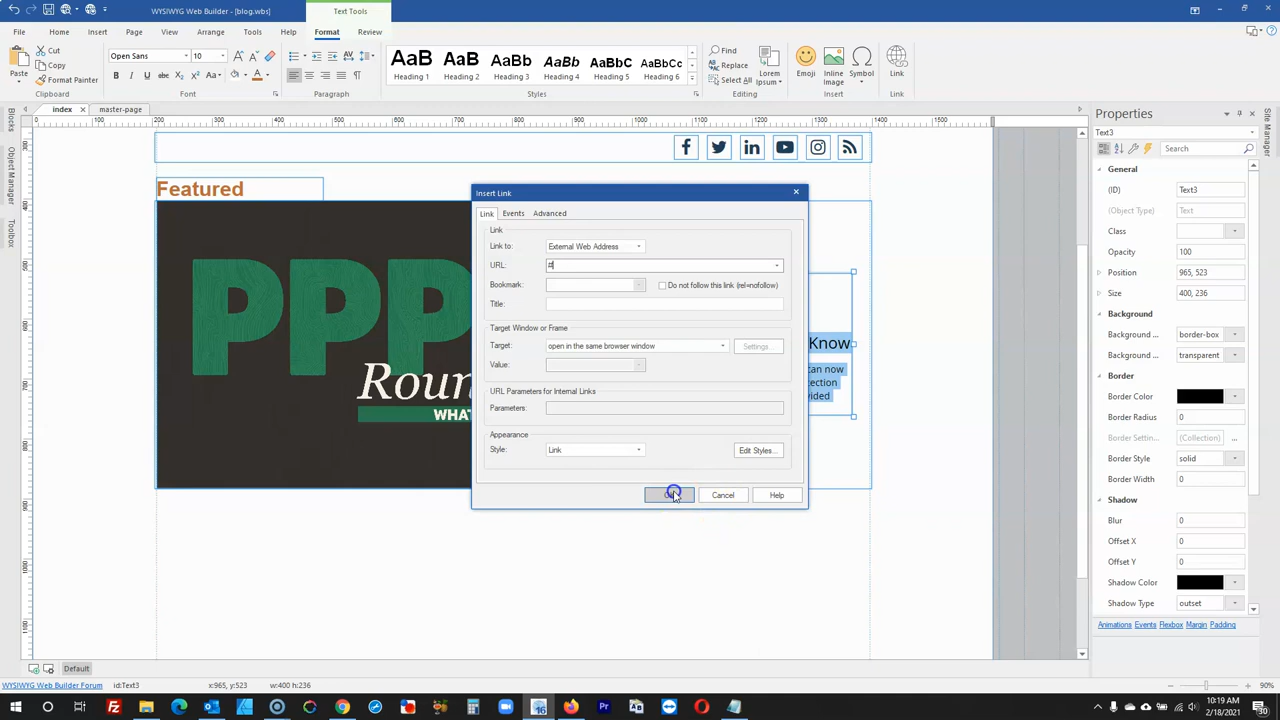 WYSIWYG Web Builder - [blog.wbs]
Text Tools
File Home Insert Page View Arrange Tools Help Format Review
Paste
Cut
Copy
Format Painter
Clipboard
Open Sans 10
Font
Paragraph
AaB AaB AaB AaBb AaBbC AaBbCc
Heading 1 Heading 2 Heading 3 Heading 4 Heading 5 Heading 6
Styles
Find
Replace
Select All
Lorem Ipsum
Editing
Emoji
Inline Image
Symbol
Insert
Link
Link
index master-page
Blocks
Object Manager
Toolbox
Site Manager
Featured
PPP
Roun
WHAT
Know
can now
ction
vided
Insert Link
Link Events Advanced
Link
Link to: External Web Address
URL: #
Bookmark:
Do not follow this link (rel=nofollow)
Title:
Target Window or Frame
Target: open in the same browser window
Settings...
Value:
URL Parameters for Internal Links
Parameters:
Appearance
Style: Link
Edit Styles...
Cancel Help
Properties
Text3
Search
General
(ID) Text3
(Object Type) Text
Class
Opacity 100
Position 965, 523
Size 400, 236
Background
Background ... border-box
Background ... transparent
Border
Border Color
Border Radius 0
Border Settin... (Collection) ...
Border Style solid
Border Width 0
Shadow
Blur 0
Offset X 0
Offset Y 0
Shadow Color
Shadow Type outset
Animations Events Flexbox Margin Padding
Default
WYSIWYG Web Builder Forum id:Text3 x:965, y:523 w:400 h:236 90%
10:19 AM
2/18/2021